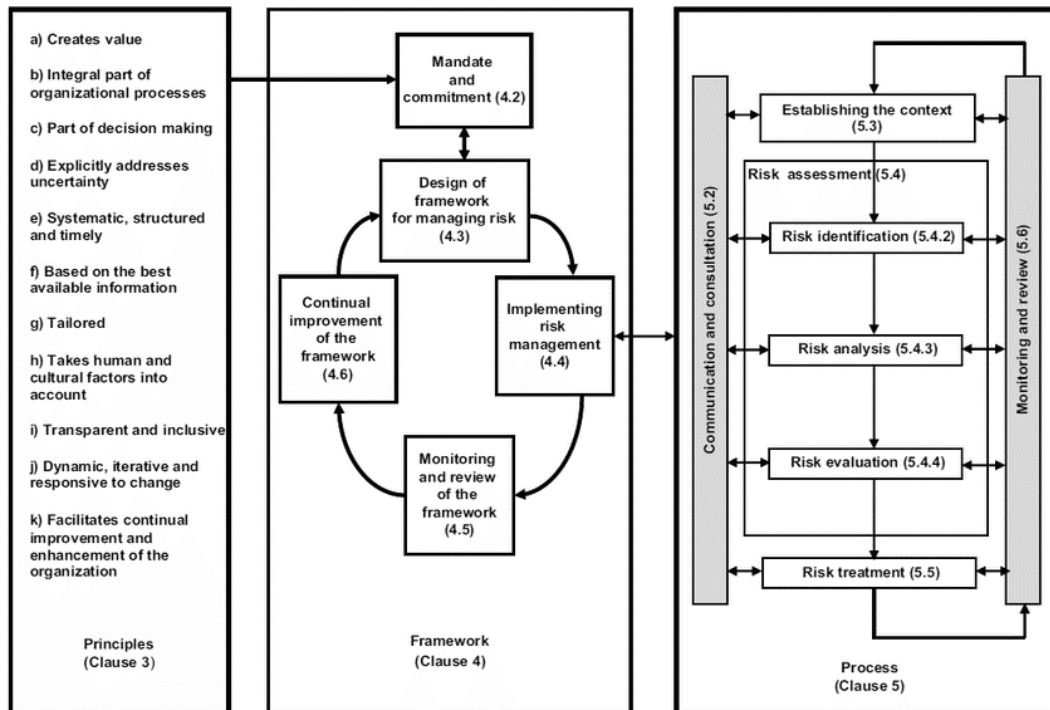 a) Creates value
b) Integral part of
organizational processes
c) Part of decision making
d) Explicitly addresses
uncertainty
e) Systematic, structured
and timely
f) Based on the best
available information
g) Tailored
h) Takes human and
cultural factors into
account
i) Transparent and inclusive
j) Dynamic, iterative and
responsive to change
k) Facilitates continual
improvement and
enhancement of the
organization
Principles
(Clause 3)
Mandate
and
commitment (4.2)
Design of
framework
for managing risk
(4.3)
Implementing
risk
management
(4.4)
Monitoring
and review
of the
framework
(4.5)
Continual
improvement
of the
framework
(4.6)
Framework
(Clause 4)
Communication and consultation (5.2)
Establishing the context
(5.3)
Risk assessment (5.4)
Risk identification (5.4.2)
Risk analysis (5.4.3)
Risk evaluation (5.4.4)
Risk treatment (5.5)
Monitoring and review (5.6)
Process
(Clause 5)